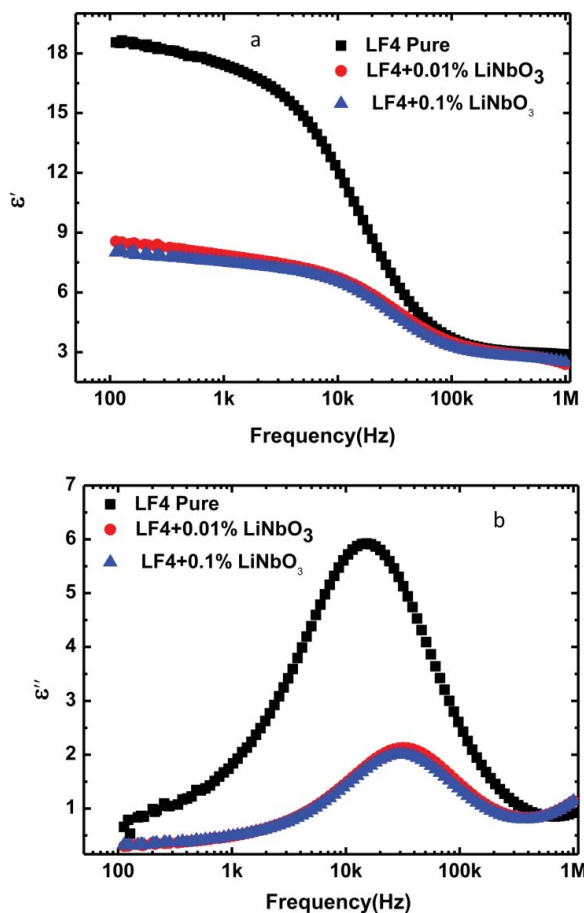 a
LF4 Pure
LF4+0.01% LiNbO3
LF4+0.1% LiNbO3
18
15
12
9
6
3
ε'
100 1k 10k 100k 1M
Frequency(Hz)
b
LF4 Pure
LF4+0.01% LiNbO3
LF4+0.1% LiNbO3
7
6
5
4
3
2
1
ε''
100 1k 10k 100k 1M
Frequency(Hz)